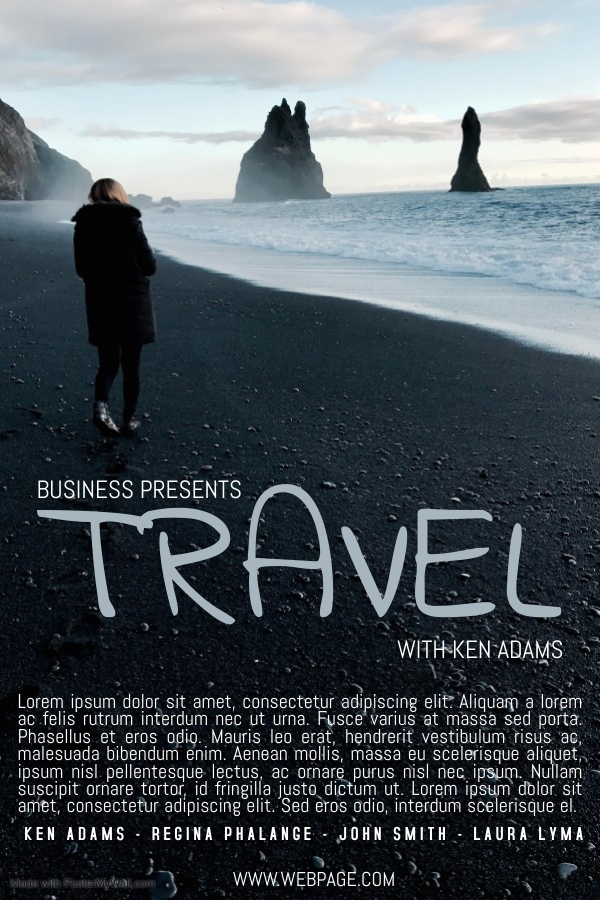 BUSINESS PRESENTS
TRAVEL
WITH KEN ADAMS
Lorem ipsum dolor sit amet, consectetur adipiscing elit. Aliquam a lorem
ac felis rutrum interdum nec ut urna. Fusce varius at massa sed porta.
Phasellus et eros odio. Mauris leo erat, hendrerit vestibulum risus ac,
malesuada bibendum enim. Aenean mollis, massa eu scelerisque aliquet,
ipsum nisl pellentesque lectus, ac ornare purus nisl nec ipsum. Nullam
suscipit ornare tortor, id fringilla justo dictum ut. Lorem ipsum dolor sit
amet, consectetur adipiscing elit. Sed eros odio, interdum scelerisque el.
KEN ADAMS - REGINA PHALANGE - JOHN SMITH - LAURA LYMA
Made with PosterMyWall.com
WWW.WEBPAGE.COM